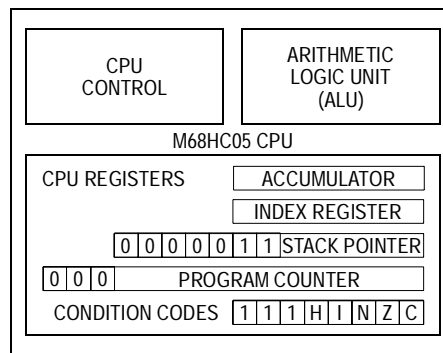 CPU
CONTROL
ARITHMETIC
LOGIC UNIT
(ALU)
M68HC05 CPU
CPU REGISTERS ACCUMULATOR
INDEX REGISTER
0 0 0 0 0 1 1 STACK POINTER
0 0 0 PROGRAM COUNTER
CONDITION CODES 1 1 1 H I N Z C